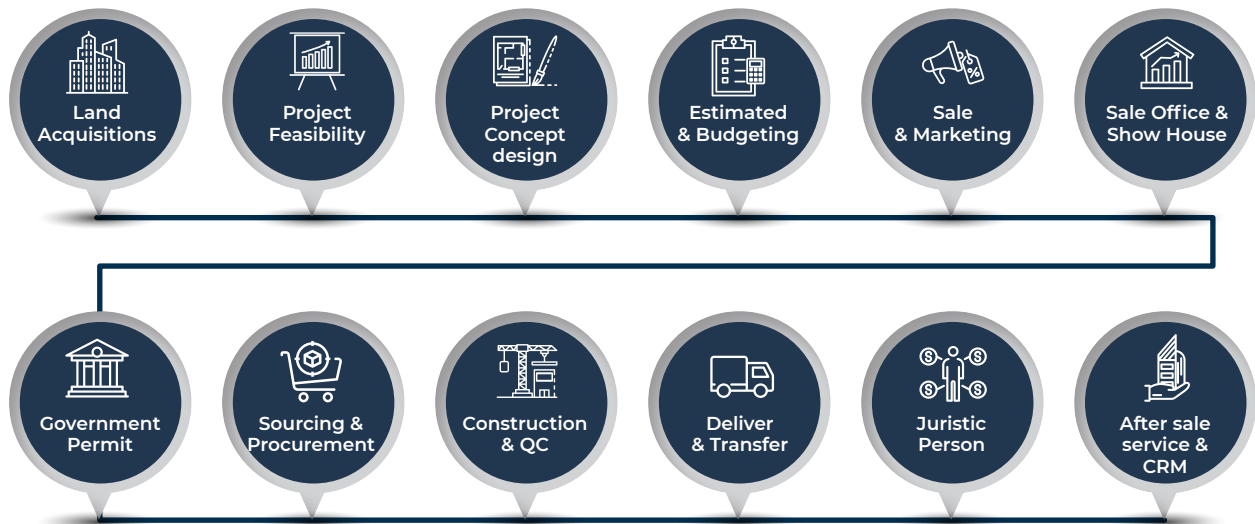 Land
Acquisitions
Project
Feasibility
Project
Concept
design
Estimated
& Budgeting
Sale
& Marketing
Sale Office &
Show House
Government
Permit
Sourcing &
Procurement
Construction
& QC
Deliver
& Transfer
Juristic
Person
After sale
service &
CRM